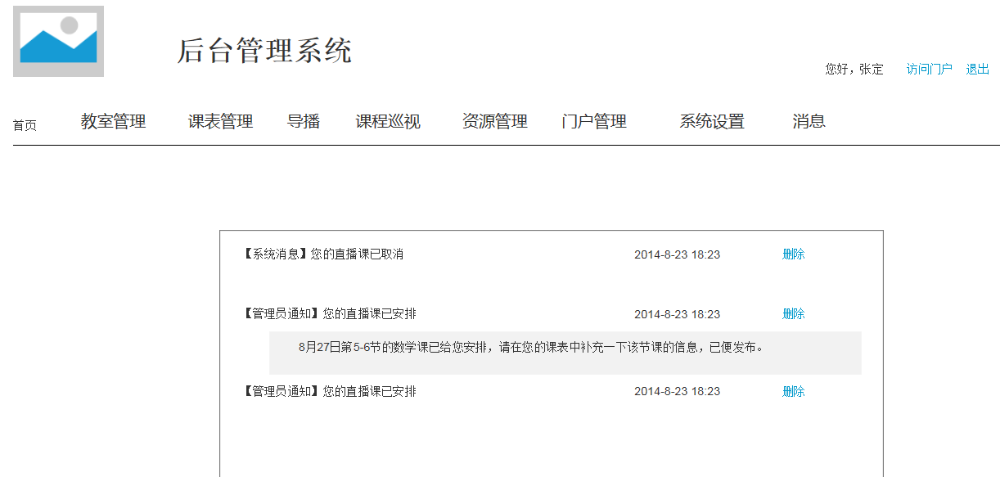 后台管理系统
您好，张定 访问门户 退出
首页 教室管理 课表管理 导播 课程巡视 资源管理 门户管理 系统设置 消息
【系统消息】您的直播课已取消 2014-8-23 18:23 删除
【管理员通知】您的直播课已安排 2014-8-23 18:23 删除
8月27日第5-6节的数学课已给您安排，请在您的课表中补充一下该节课的信息，已便发布。
【管理员通知】您的直播课已安排 2014-8-23 18:23 删除